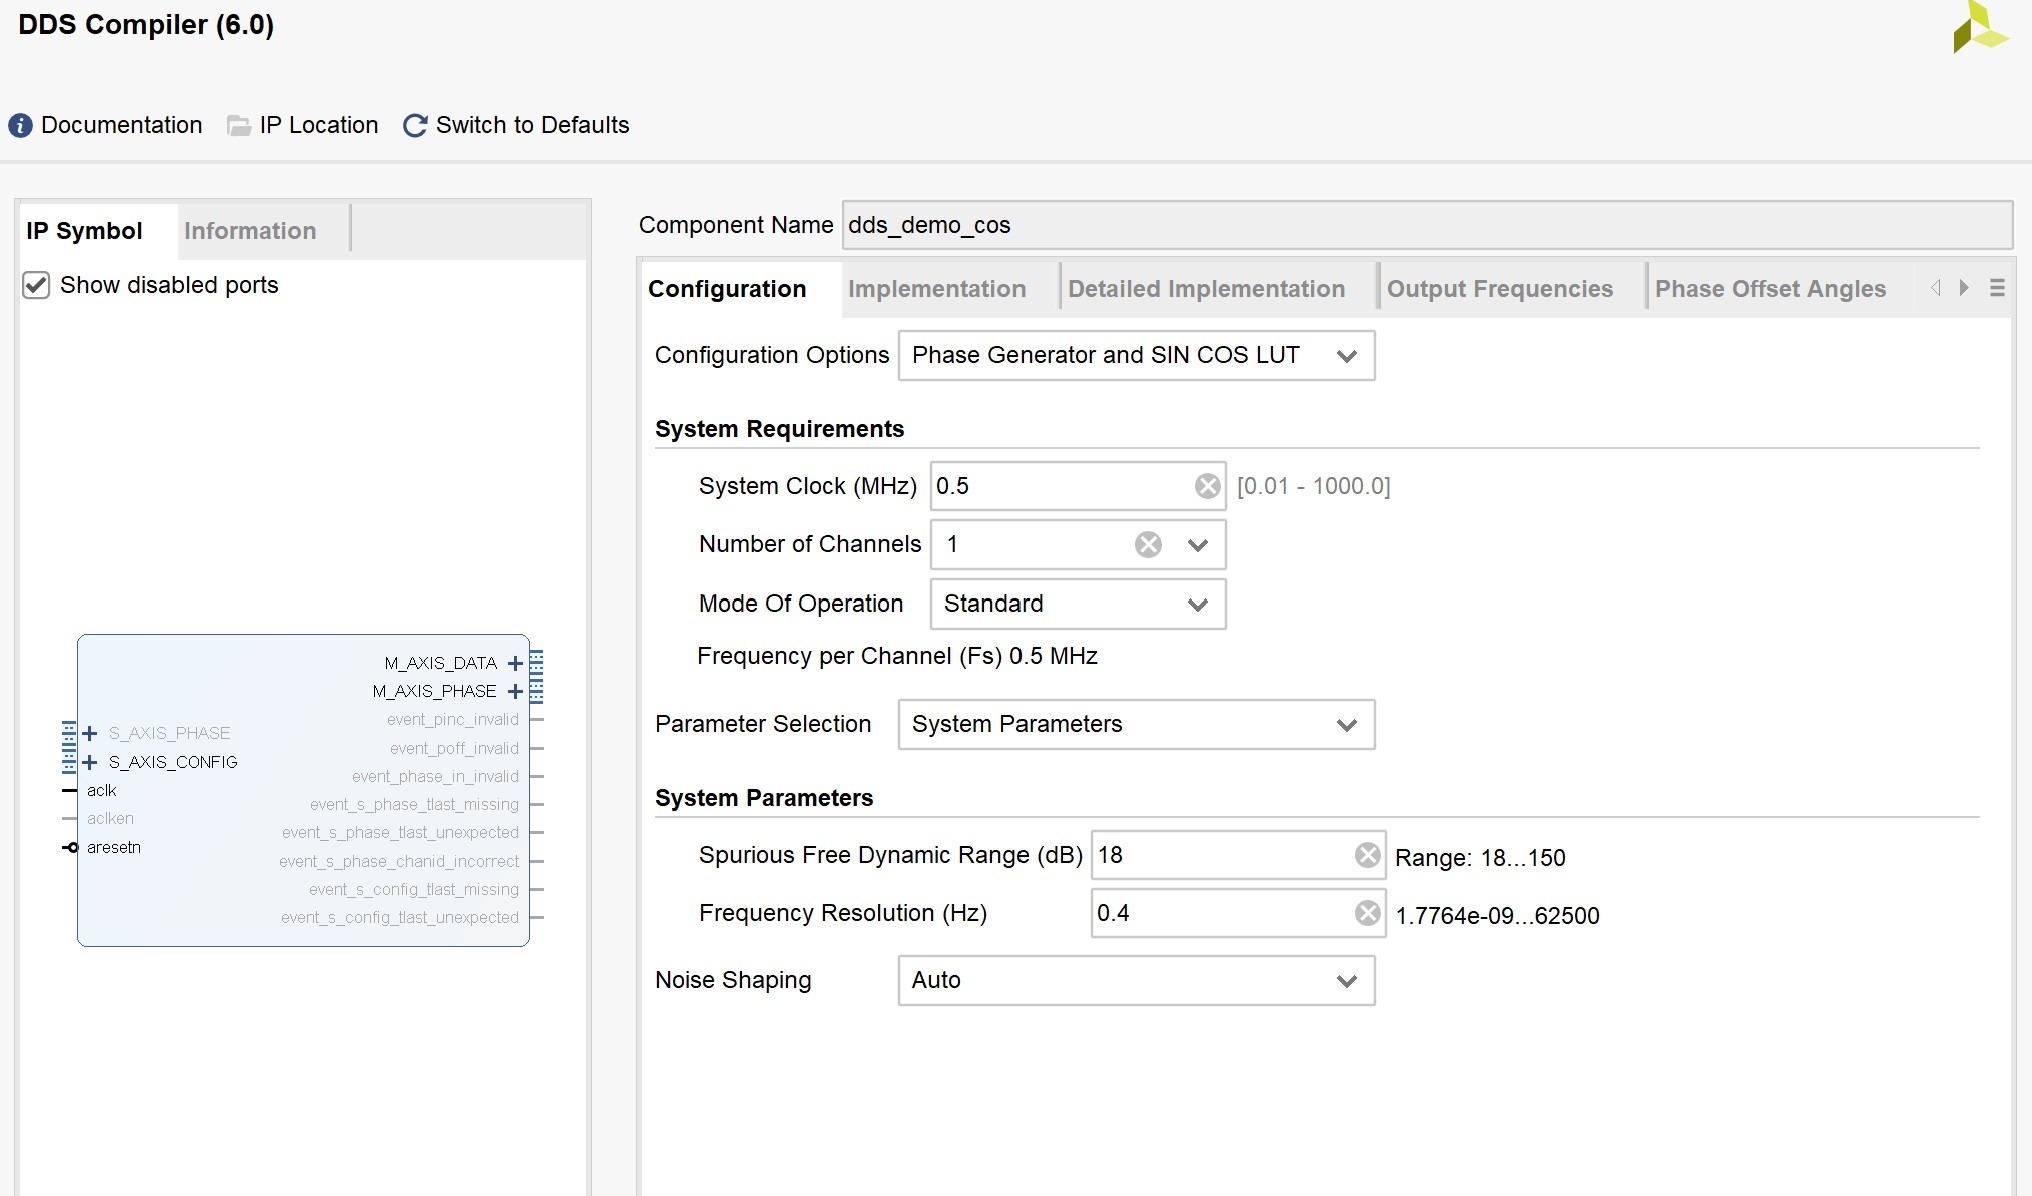 DDS Compiler (6.0)
Documentation IP Location Switch to Defaults
IP Symbol Information
Show disabled ports
M_AXIS_DATA
M_AXIS_PHASE
event_pinc_invalid
S_AXIS_PHASE
event_poff_invalid
S_AXIS_CONFIG
event_phase_in_invalid
aclk
event_s_phase_tlast_missing
aclken
event_s_phase_tlast_unexpected
aresetn
event_s_phase_chanid_incorrect
event_s_config_tlast_missing
event_s_config_tlast_unexpected
Component Name dds_demo_cos
Configuration Implementation Detailed Implementation Output Frequencies Phase Offset Angles
Configuration Options Phase Generator and SIN COS LUT
System Requirements
System Clock (MHz) 0.5 [0.01 - 1000.0]
Number of Channels 1
Mode Of Operation Standard
Frequency per Channel (Fs) 0.5 MHz
Parameter Selection System Parameters
System Parameters
Spurious Free Dynamic Range (dB) 18 Range: 18...150
Frequency Resolution (Hz) 0.4 1.7764e-09...62500
Noise Shaping Auto